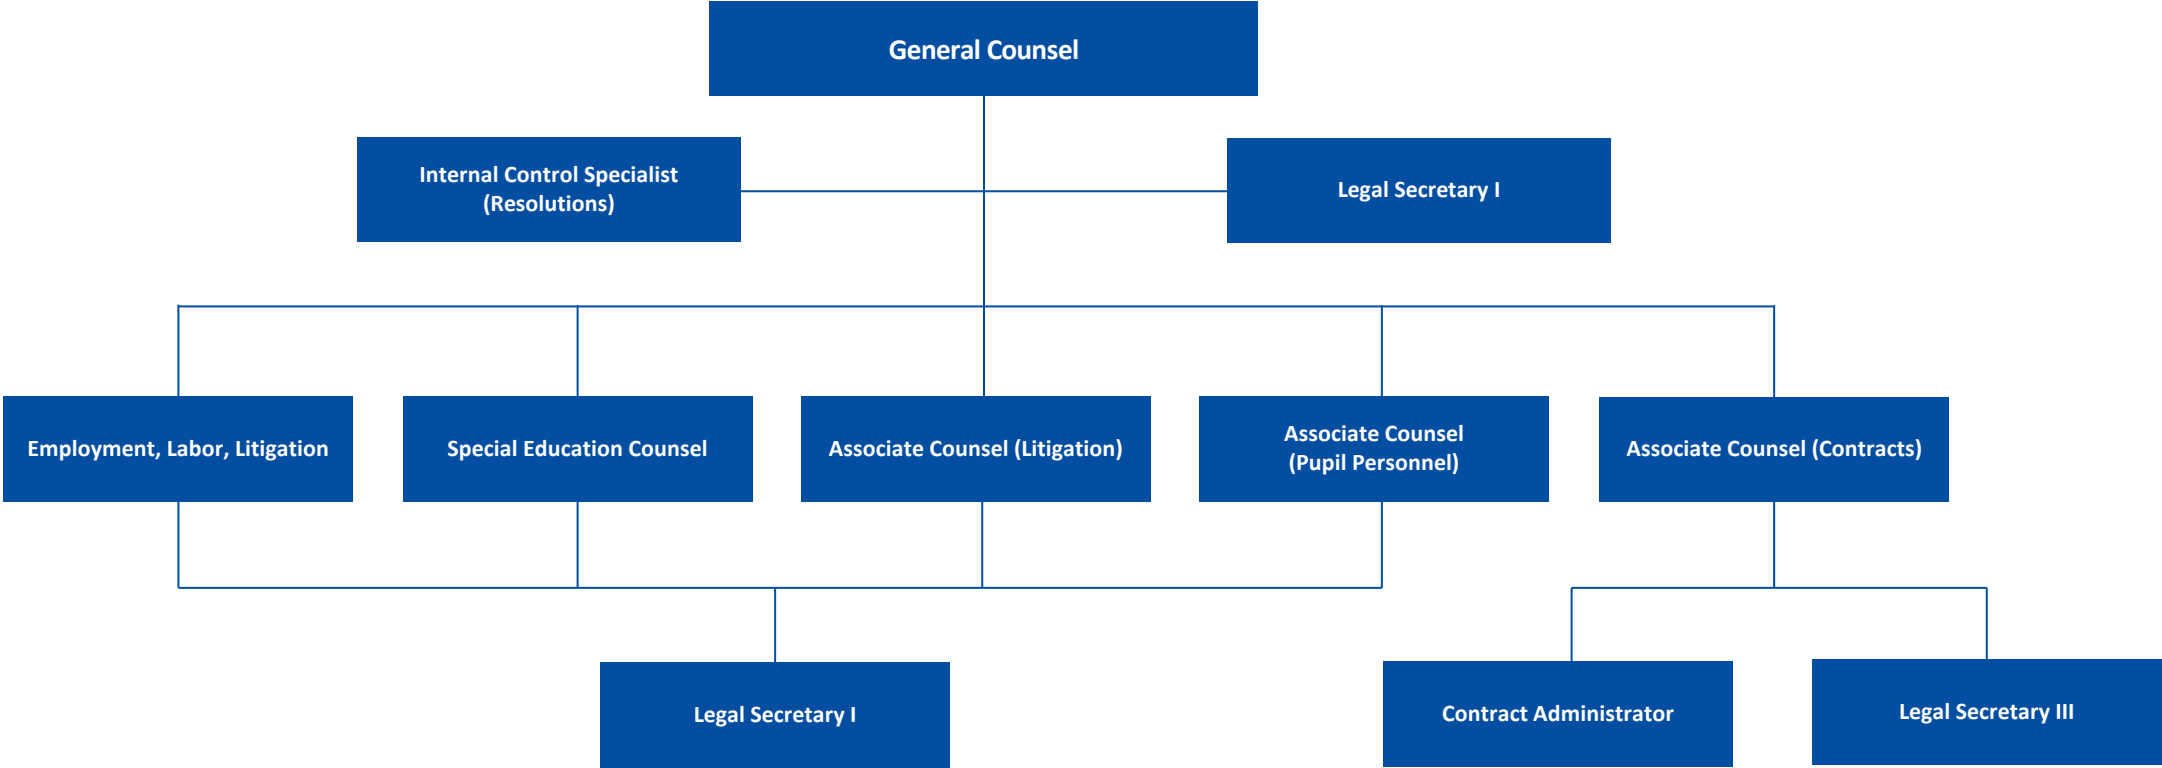 General Counsel
Internal Control Specialist
(Resolutions)
Legal Secretary I
Employment, Labor, Litigation
Special Education Counsel
Associate Counsel (Litigation)
Associate Counsel
(Pupil Personnel)
Associate Counsel (Contracts)
Legal Secretary I
Contract Administrator
Legal Secretary III